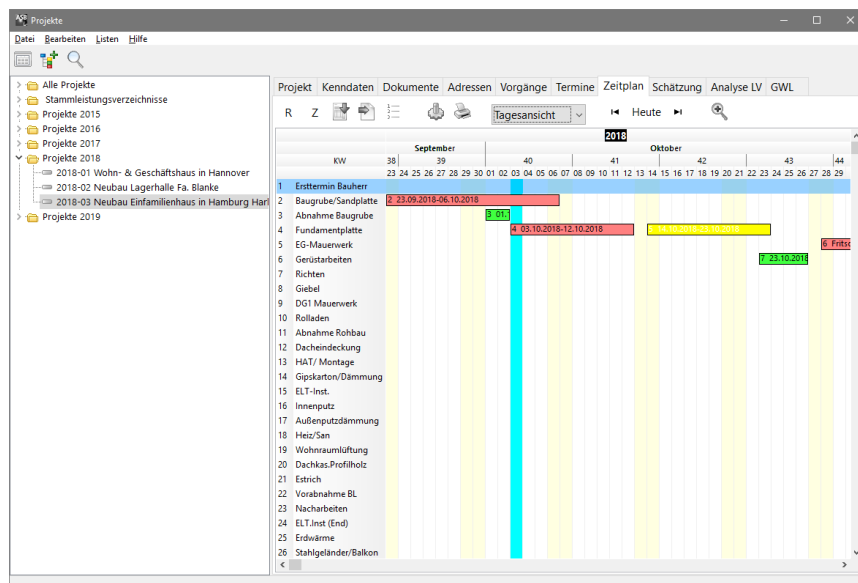 Projekte
Datei Bearbeiten Listen Hilfe
Alle Projekte
Stammleistungsverzeichnisse
Projekte 2015
Projekte 2016
Projekte 2017
Projekte 2018
2018-01 Wohn- & Geschäftshaus in Hannover
2018-02 Neubau Lagerhalle Fa. Blanke
2018-03 Neubau Einfamilienhaus in Hamburg Harl
Projekte 2019
Projekt Kenndaten Dokumente Adressen Vorgänge Termine Zeitplan Schätzung Analyse LV GWL
R Z Tagesansicht Heute
2018
September Oktober
KW 38 39 40 41 42 43 44
23 24 25 26 27 28 29 30 01 02 03 04 05 06 07 08 09 10 11 12 13 14 15 16 17 18 19 20 21 22 23 24 25 26 27 28 29
1 Ersttermin Bauherr
2 Baugrube/Sandplatte 2 23.09.2018-06.10.2018
3 Abnahme Baugrube 3 01.
4 Fundamentplatte 4 03.10.2018-12.10.2018
5 EG-Mauerwerk 6 Fritsc
6 Gerüstarbeiten 7 23.10.2018
7 Richten
8 Giebel
9 DG1 Mauerwerk
10 Rolladen
11 Abnahme Rohbau
12 Dacheindeckung
13 HAT/ Montage
14 Gipskarton/Dämmung
15 ELT-Inst.
16 Innenputz
17 Außenputzdämmung
18 Heiz/San
19 Wohnraumlüftung
20 Dachkas.Profilholz
21 Estrich
22 Vorabnahme BL
23 Nacharbeiten
24 ELT.Inst (End)
25 Erdwärme
26 Stahlgeländer/Balkon